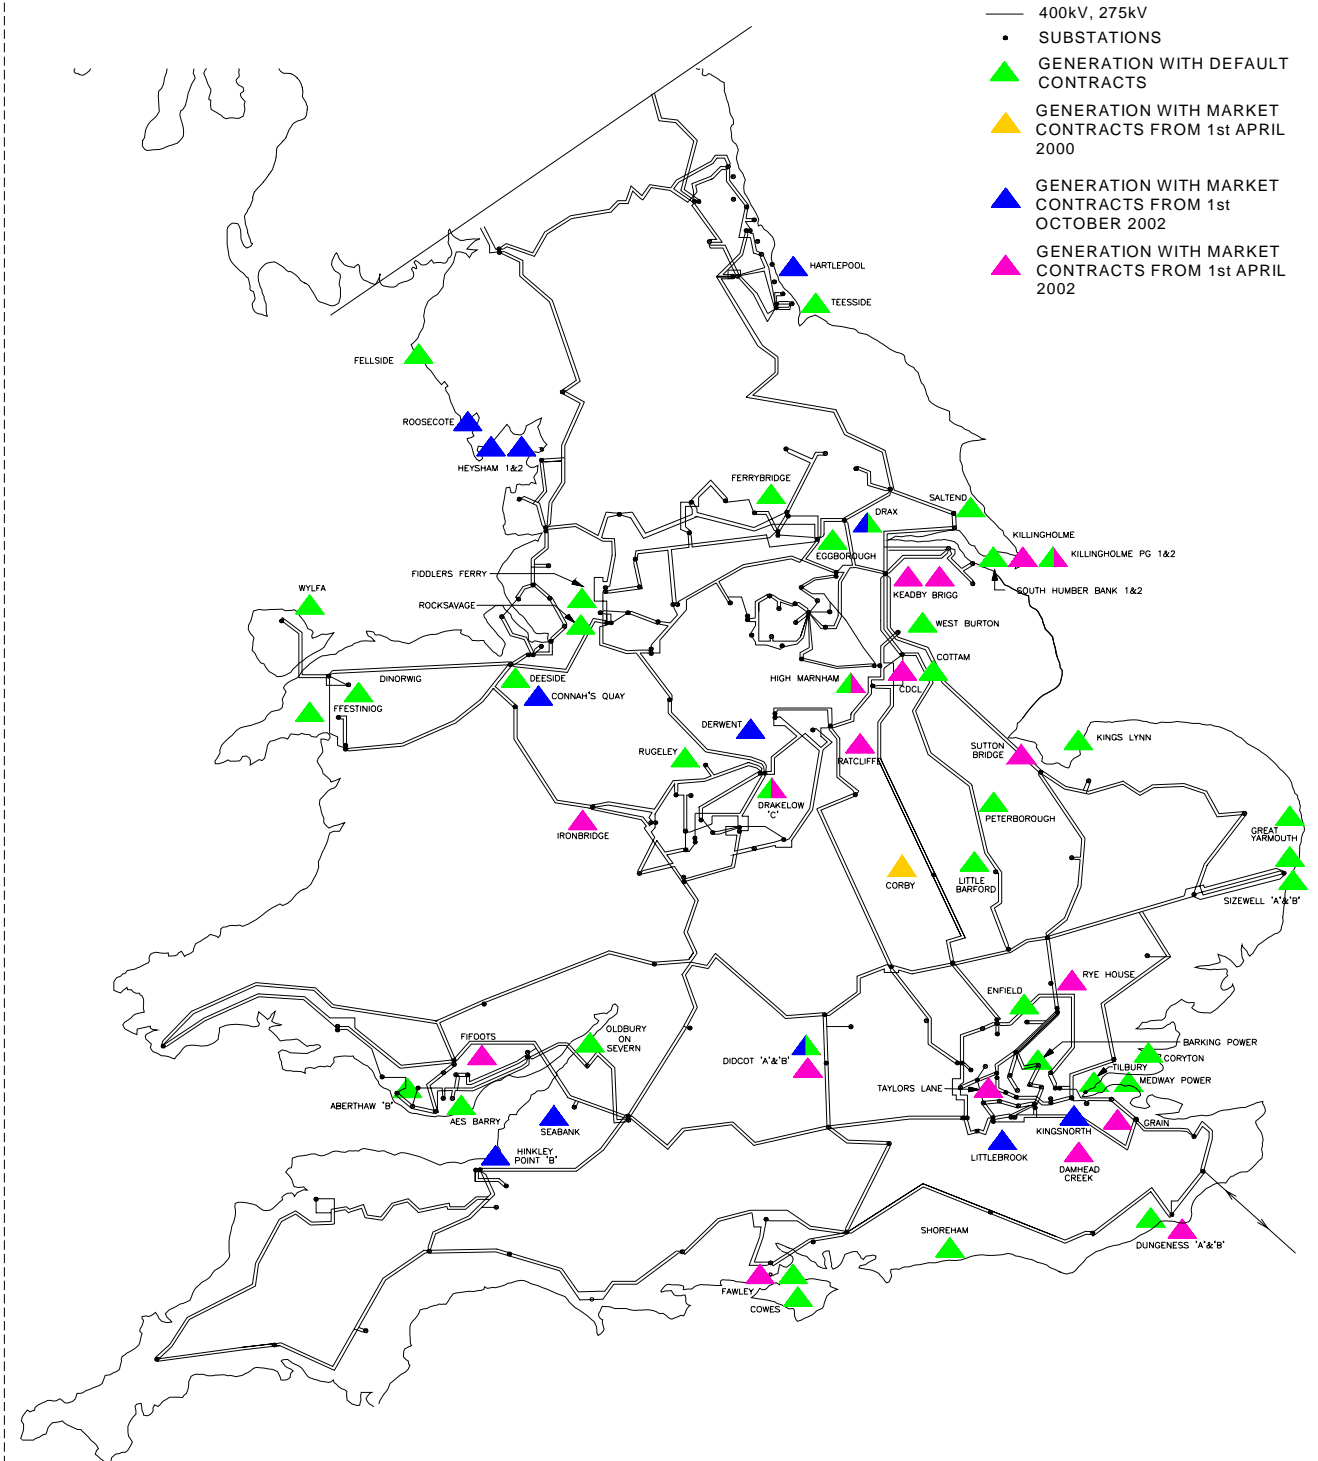 400kV, 275kV
SUBSTATIONS
GENERATION WITH DEFAULT
CONTRACTS
GENERATION WITH MARKET
CONTRACTS FROM 1st APRIL
2000
GENERATION WITH MARKET
CONTRACTS FROM 1st
OCTOBER 2002
GENERATION WITH MARKET
CONTRACTS FROM 1st APRIL
2002
HARTLEPOOL
TEESSIDE
FELLSIDE
ROOSECOTE
HEYSHAM 1&2
FERRYBRIDGE
SALTEND
DRAX
KILLINGHOLME
EGGBOROUGH
KILLINGHOLME PG 1&2
FIDDLERS FERRY
WYLFA
KEADBY BRIGG
SOUTH HUMBER BANK 1&2
ROCKSAVAGE
WEST BURTON
COTTAM
DINORWIG
DEESIDE
HIGH MARNHAM
CDCL
CONNAH'S QUAY
FFESTINIOG
DERWENT
KINGS LYNN
RUGELEY
RATCLIFFE
SUTTON
BRIDGE
DRAKELOW
'C'
PETERBOROUGH
IRONBRIDGE
GREAT
YARMOUTH
CORBY
LITTLE
BARFORD
SIZEWELL 'A'&'B'
RYE HOUSE
ENFIELD
OLDBURY
ON
SEVERN
FIFOOTS
BARKING POWER
DIDCOT 'A'&'B'
CORYTON
TILBURY
TAYLORS LANE
MEDWAY POWER
ABERTHAW 'B'
AES BARRY
SEABANK
KINGSNORTH
GRAIN
HINKLEY
POINT 'B'
LITTLEBROOK
DAMHEAD
CREEK
SHOREHAM
DUNGENESS 'A'&'B'
FAWLEY
COWES